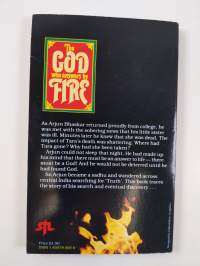 The
GOD
who answers by
FIRE
As Arjun Bhaskar returned proudly from college, he
was met with the sobering news that his little sister
was ill. Minutes later he knew that she was dead. The
impact of Tara's death was shattering. Where had
Tara gone? Why had she been taken?
Arjun could not sleep that night. He had made up
his mind that there must be an answer to life — there
must be a God! And he would not be deterred until he
had found God.
So Arjun became a sadhu and wandered across
central India searching for 'Truth'. This book traces
the story of his search and eventual discovery . . .
STL
Price £1.90
ISBN